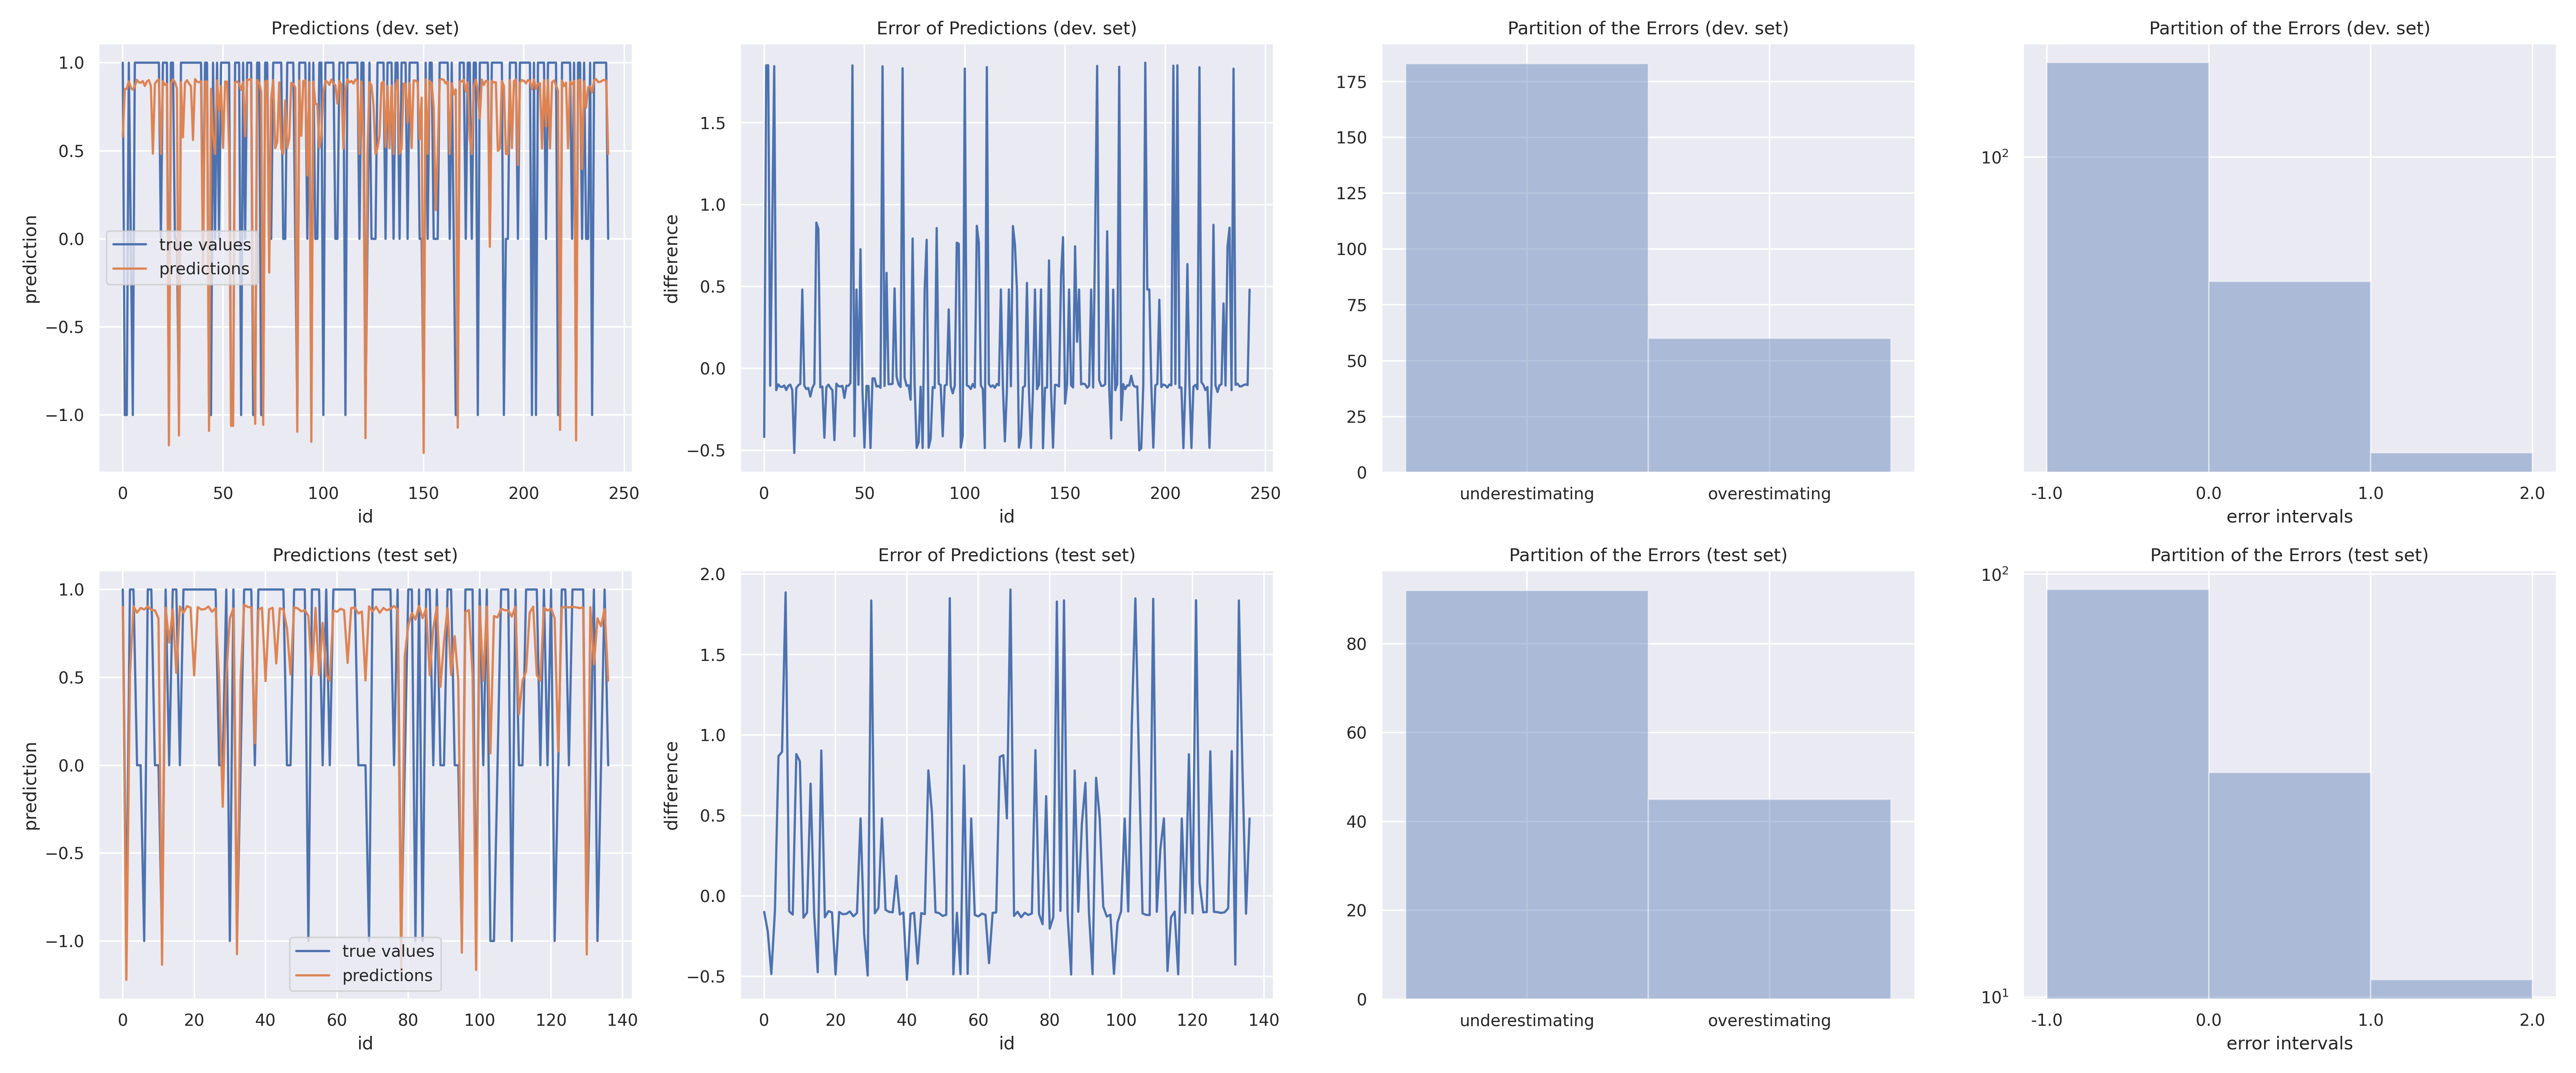 Predictions (dev. set)
Error of Predictions (dev. set)
Partition of the Errors (dev. set)
Partition of the Errors (dev. set)
prediction
1.0
0.5
0.0
−0.5
−1.0
true values
predictions
0 50 100 150 200 250
id
difference
1.5
1.0
0.5
0.0
−0.5
0 50 100 150 200 250
id
175
150
125
100
75
50
25
0
underestimating overestimating
10²
-1.0 0.0 1.0 2.0
error intervals
Predictions (test set)
Error of Predictions (test set)
Partition of the Errors (test set)
Partition of the Errors (test set)
prediction
1.0
0.5
0.0
−0.5
−1.0
true values
predictions
0 20 40 60 80 100 120 140
id
difference
2.0
1.5
1.0
0.5
0.0
−0.5
0 20 40 60 80 100 120 140
id
80
60
40
20
0
underestimating overestimating
10²
10¹
-1.0 0.0 1.0 2.0
error intervals